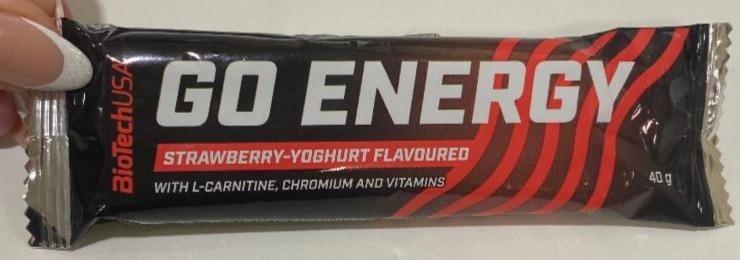 BioTechUSA
GO ENERGY
STRAWBERRY-YOGHURT FLAVOURED
WITH L-CARNITINE, CHROMIUM AND VITAMINS
40 g